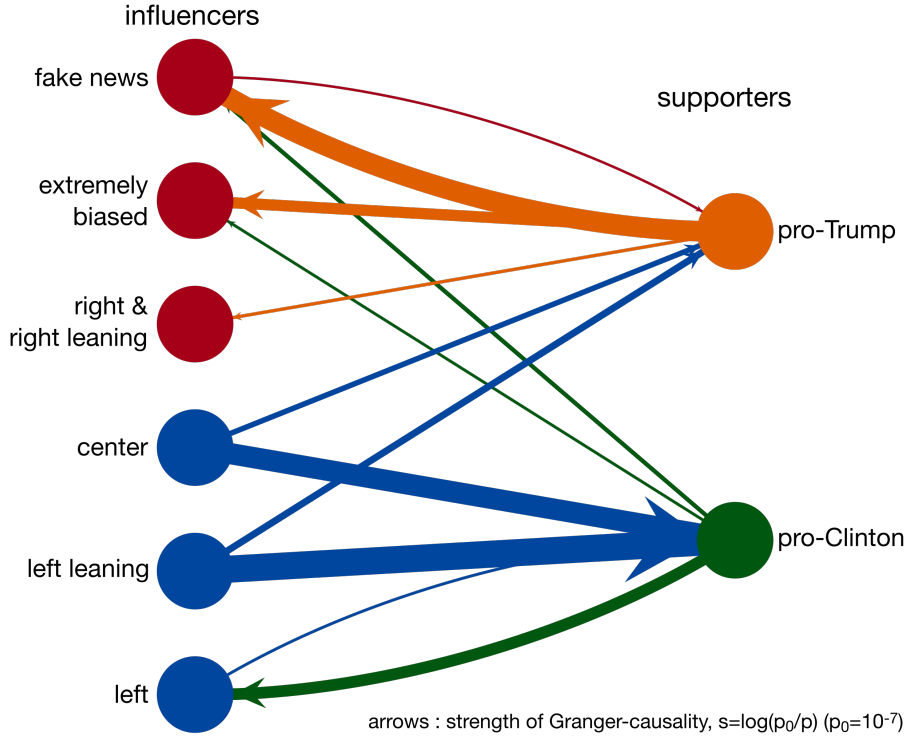 influencers
fake news
supporters
extremely
biased
pro-Trump
right &
right leaning
center
pro-Clinton
left leaning
left
arrows : strength of Granger-causality, s=log(p₀/p) (p₀=10⁻⁷)